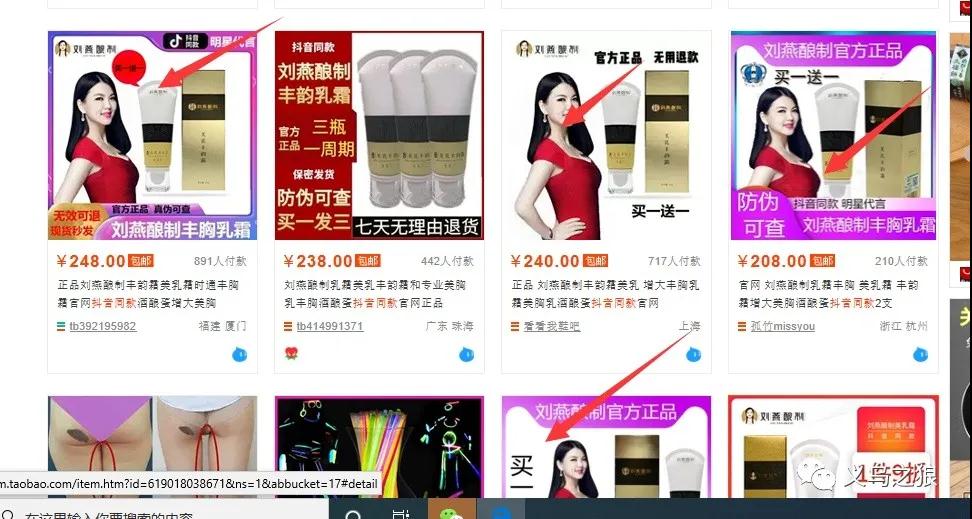 刘燕酿制
抖音同款
明星代言
买一送一
官方正品 真伪可查
无效可退
现货秒发
刘燕酿制丰胸乳霜
￥248.00 包邮
891人付款
正品刘燕酿制丰韵霜美乳霜时通丰胸
霜官网抖音同款酒酿蛋增大美胸
tb392195982
福建 厦门
抖音同款
刘燕酿制
丰韵乳霜
官方正品
三瓶
一周期
保密发货
防伪可查
买一发三
七天无理由退货
￥238.00 包邮
442人付款
刘燕酿制乳霜美乳丰韵霜和专业美胸
乳丰胸酒酿蛋抖音同款官网正品
tb414991371
广东 珠海
刘燕酿制
官方正品 无用退款
买一送一
￥240.00 包邮
717人付款
正品 刘燕酿制丰韵霜美乳 增大丰胸乳
霜美胸乳酒酿蛋抖音同款官网
看看我鞋吧
上海
刘燕酿制官方正品
买一送一
防伪
可查
抖音同款 明星代言
刘燕酿制丰胸乳霜
￥208.00 包邮
210人付款
官网 刘燕酿制乳霜丰胸 美乳霜 丰韵
霜增大美胸酒酿蛋抖音同款2支
孤竹missyou
浙江 杭州
刘燕酿制官方正品
买
刘燕酿制
刘燕酿制美乳霜
抖音同款
义乌之狼
m.taobao.com/item.htm?id=619018038671&ns=1&abbucket=17#detail
在这里输入你要搜索的内容